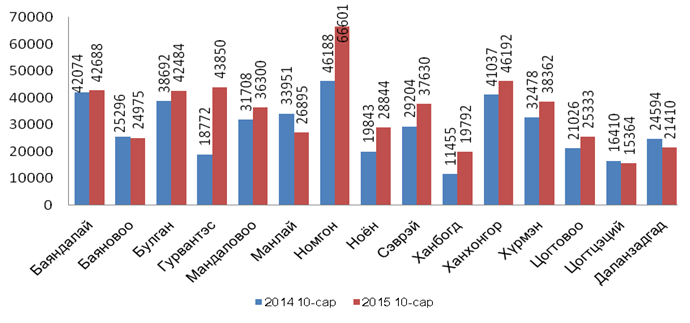 70000
60000
50000
40000
30000
20000
10000
0
42074
42688
25296
24975
38692
42484
18772
43850
31708
36300
33951
26895
46188
66601
19843
28844
29204
37630
11455
19792
41037
46192
32478
38362
21026
25333
16410
15364
24594
21410
Баяндалай
Баяновоо
Булган
Гурвантэс
Мандаловоо
Манлай
Номгон
Ноён
Сэврэй
Ханбогд
Ханхонгор
Хүрмэн
Цогтовоо
Цогтцэций
Даланзадгад
2014 10-сар
2015 10-сар